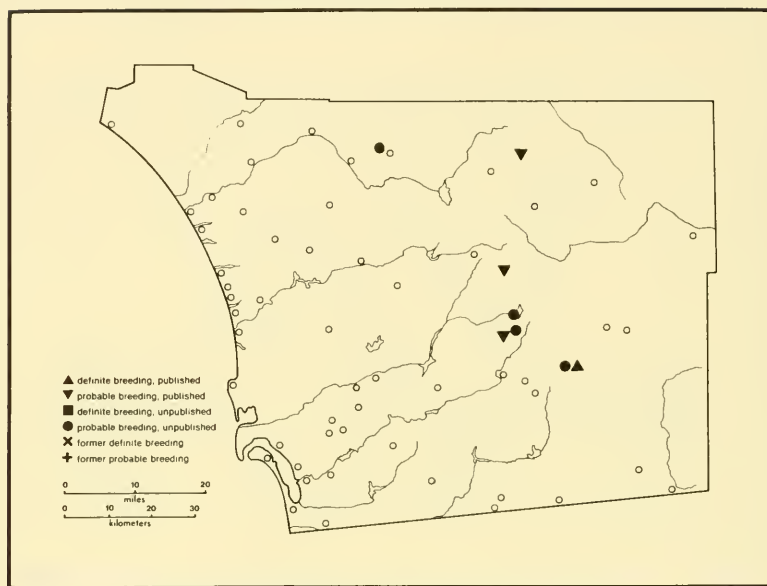 definite breeding, published
probable breeding, published
definite breeding, unpublished
probable breeding, unpublished
former definite breeding
former probable breeding
0 10 20
miles
0 10 20 30
kilometers